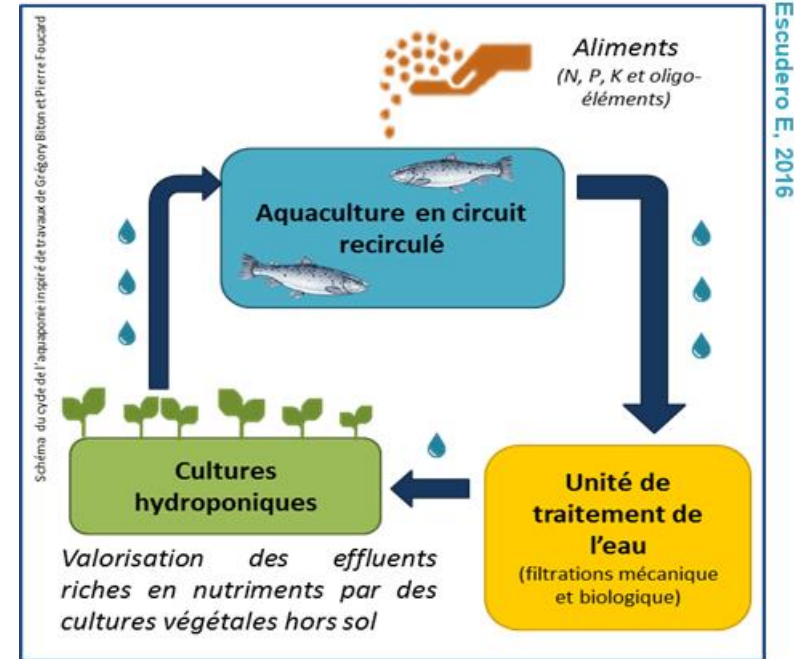 Aliments
(N, P, K et oligo-
éléments)
Aquaculture en circuit
recirculé
Unité de
traitement de
l’eau
(filtrations mécanique
et biologique)
Cultures
hydroponiques
Valorisation des effluents
riches en nutriments par des
cultures végétales hors sol
Schéma du cycle de l’aquaponie inspiré de travaux de Grégory Biton et Pierre Foucard
Escudero E, 2016